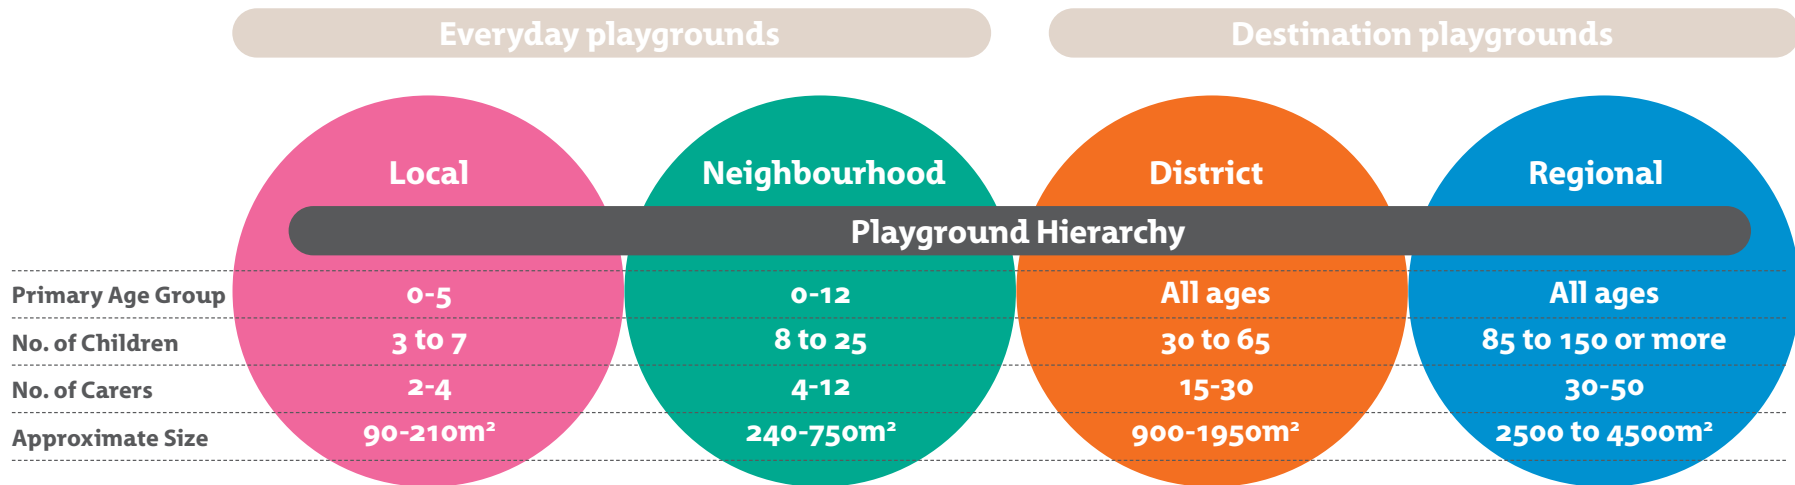 Everyday playgrounds Destination playgrounds
Local Neighbourhood District Regional
Playground Hierarchy
Primary Age Group 0-5 0-12 All ages All ages
No. of Children 3 to 7 8 to 25 30 to 65 85 to 150 or more
No. of Carers 2-4 4-12 15-30 30-50
Approximate Size 90-210m² 240-750m² 900-1950m² 2500 to 4500m²